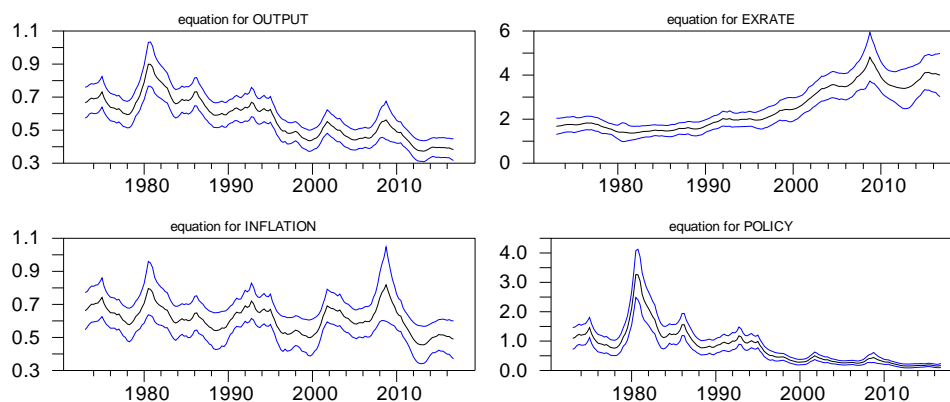 equation for OUTPUT
1.1
0.9
0.7
0.5
0.3
1980 1990 2000 2010
equation for EXRATE
6
4
2
0
1980 1990 2000 2010
equation for INFLATION
1.1
0.9
0.7
0.5
0.3
1980 1990 2000 2010
equation for POLICY
4.0
3.0
2.0
1.0
0.0
1980 1990 2000 2010